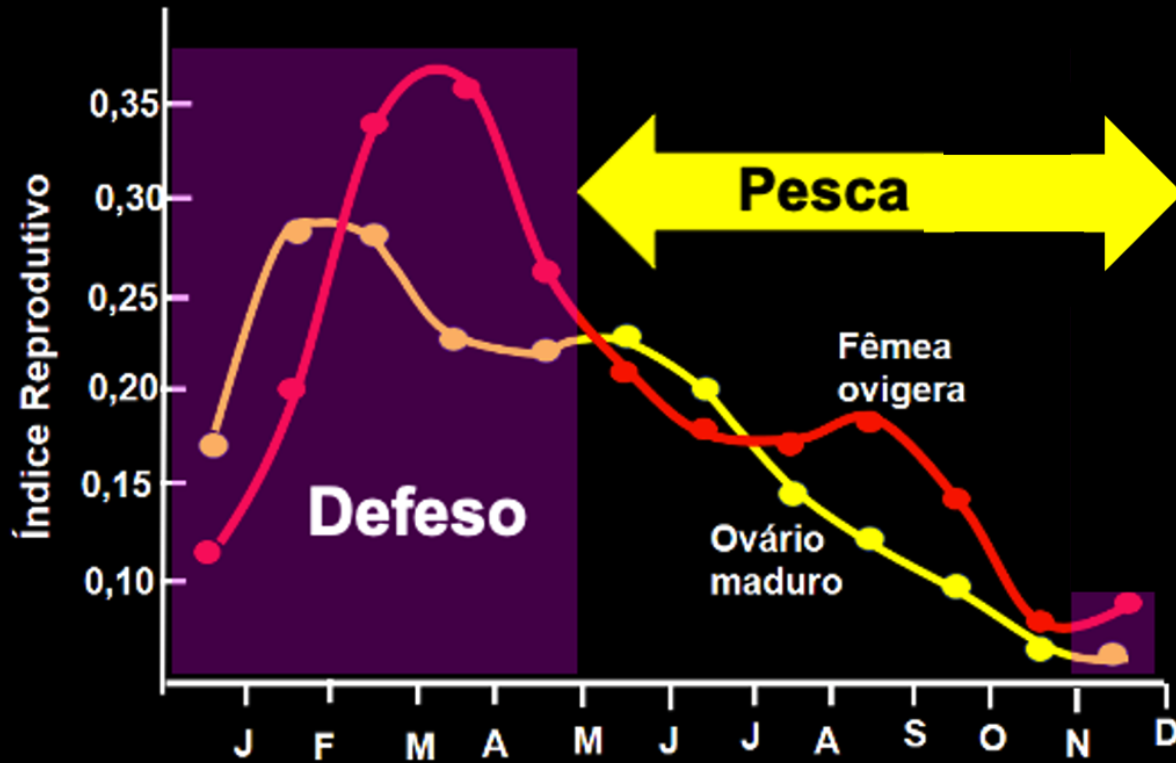 Índice Reprodutivo
0,35
0,30
0,25
0,20
0,15
0,10
Defeso
Pesca
Fêmea
ovigera
Ovário
maduro
J F M A M J J A S O N D